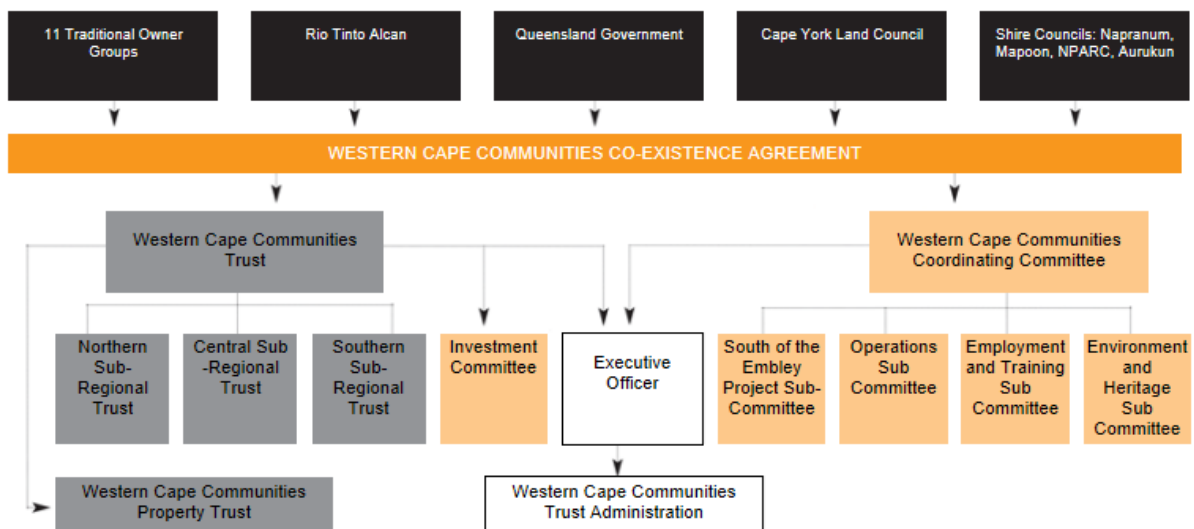 11 Traditional Owner
Groups
Rio Tinto Alcan
Queensland Government
Cape York Land Council
Shire Councils: Napranum,
Mapoon, NPARC, Aurukun
WESTERN CAPE COMMUNITIES CO-EXISTENCE AGREEMENT
Western Cape Communities
Trust
Western Cape Communities
Coordinating Committee
Northern
Sub-
Regional
Trust
Central Sub
-Regional
Trust
Southern
Sub-
Regional
Trust
Investment
Committee
Executive
Officer
South of the
Embley
Project Sub-
Committee
Operations
Sub
Committee
Employment
and Training
Sub
Committee
Environment
and
Heritage
Sub
Committee
Western Cape Communities
Property Trust
Western Cape Communities
Trust Administration